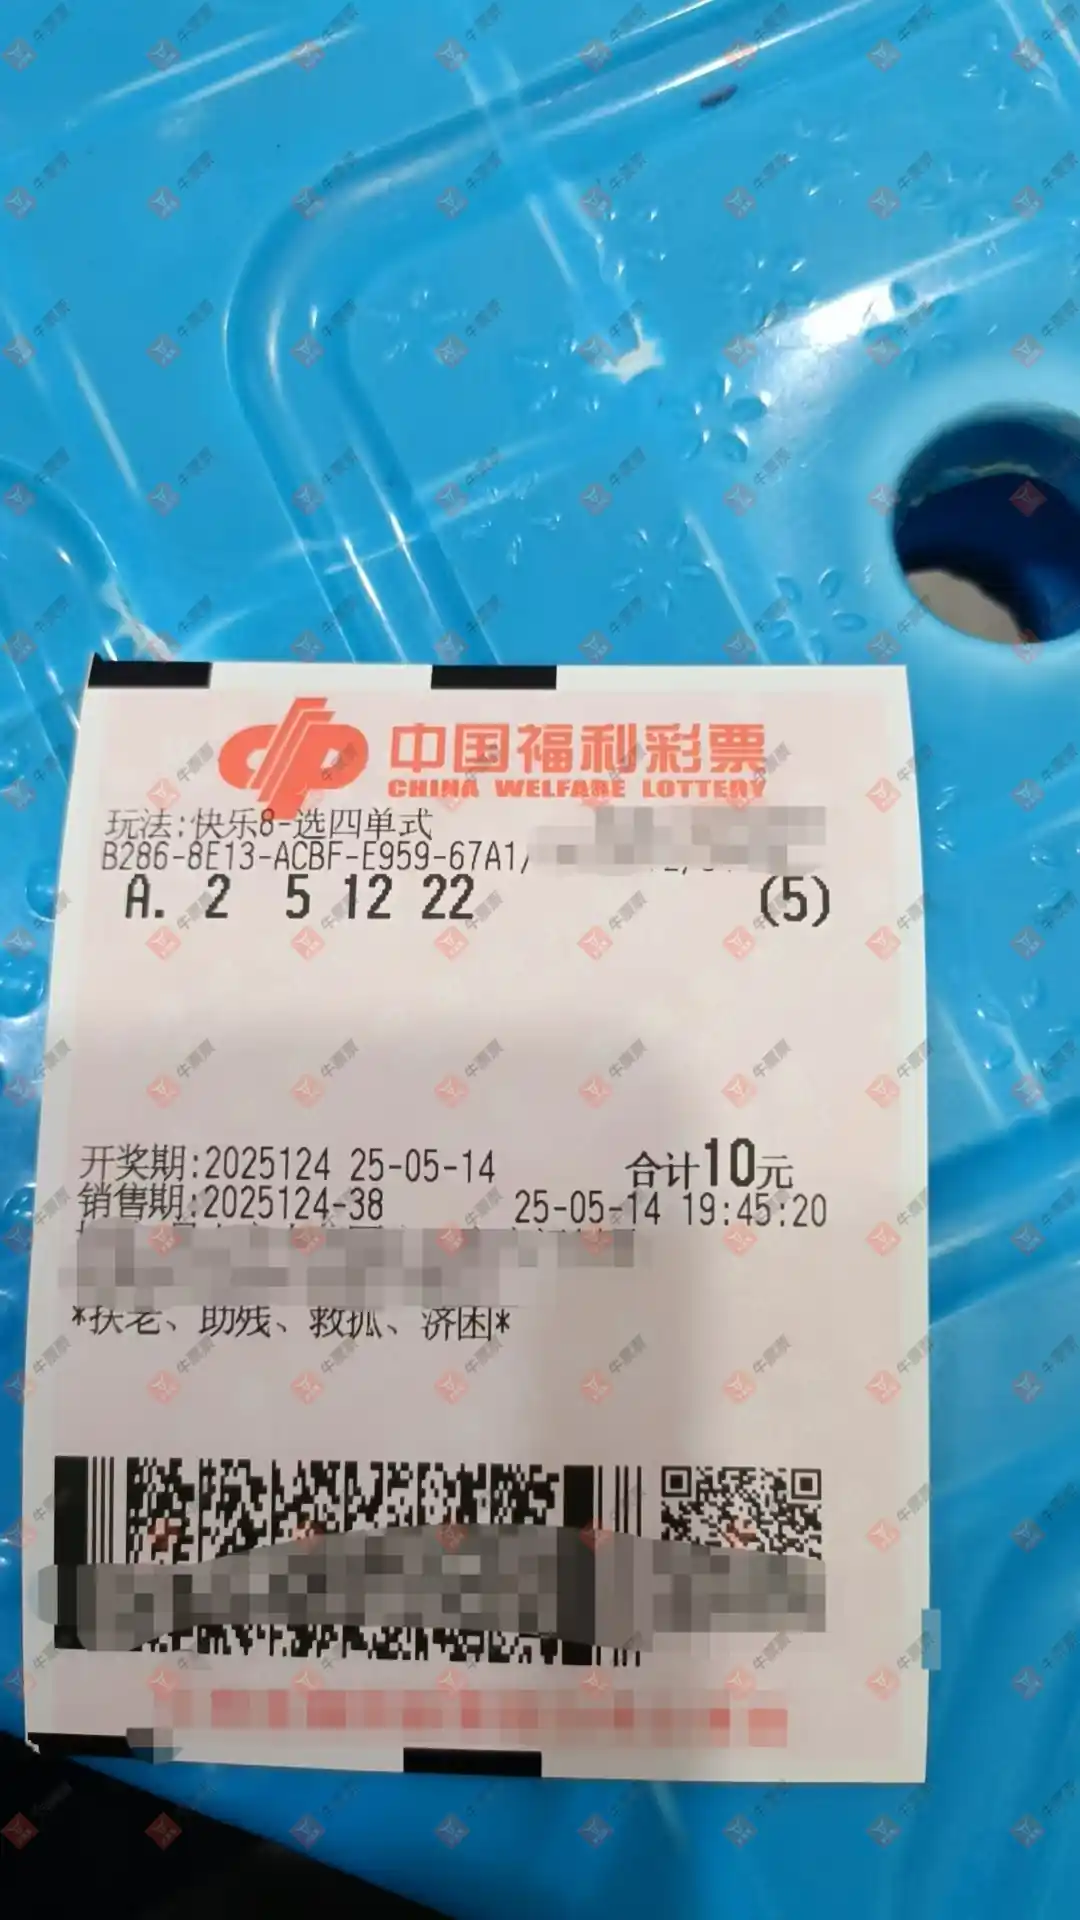 中国福利彩票
CHINA WELFARE LOTTERY
玩法:快乐8-选四单式
B286-8E13-ACBF-E959-67A1/
A. 2 5 12 22 (5)
开奖期:2025124 25-05-14 合计10元
销售期:2025124-38 25-05-14 19:45:20
*扶老、助残、救孤、济困*